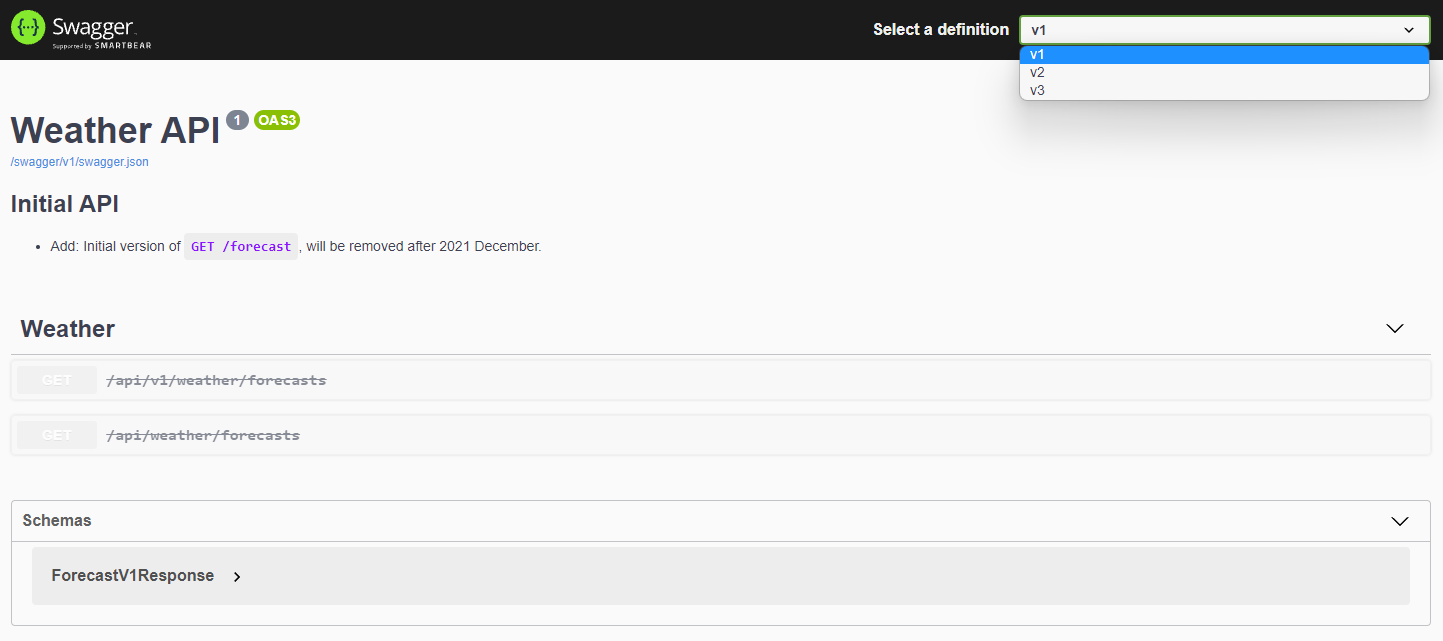 Swagger
Supported by SMARTBEAR
Select a definition
v1
v1
v2
v3
Weather API 1 OAS3
/swagger/v1/swagger.json
Initial API
• Add: Initial version of GET /forecast, will be removed after 2021 December.
Weather
GET /api/v1/weather/forecasts
GET /api/weather/forecasts
Schemas
ForecastV1Response